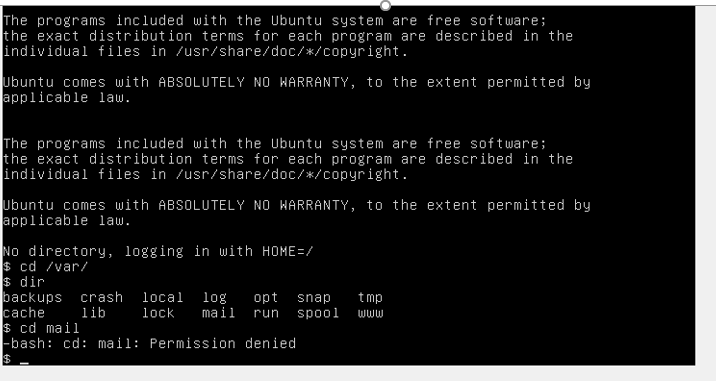 The programs included with the Ubuntu system are free software;
the exact distribution terms for each program are described in the
individual files in /usr/share/doc/*/copyright.
Ubuntu comes with ABSOLUTELY NO WARRANTY, to the extent permitted by
applicable law.
The programs included with the Ubuntu system are free software;
the exact distribution terms for each program are described in the
individual files in /usr/share/doc/*/copyright.
Ubuntu comes with ABSOLUTELY NO WARRANTY, to the extent permitted by
applicable law.
No directory, logging in with HOME=/
$ cd /var/
$ dir
backups  crash  local  log   opt  snap   tmp
cache    lib    lock   mail  run  spool  www
$ cd mail
-bash: cd: mail: Permission denied
$ _